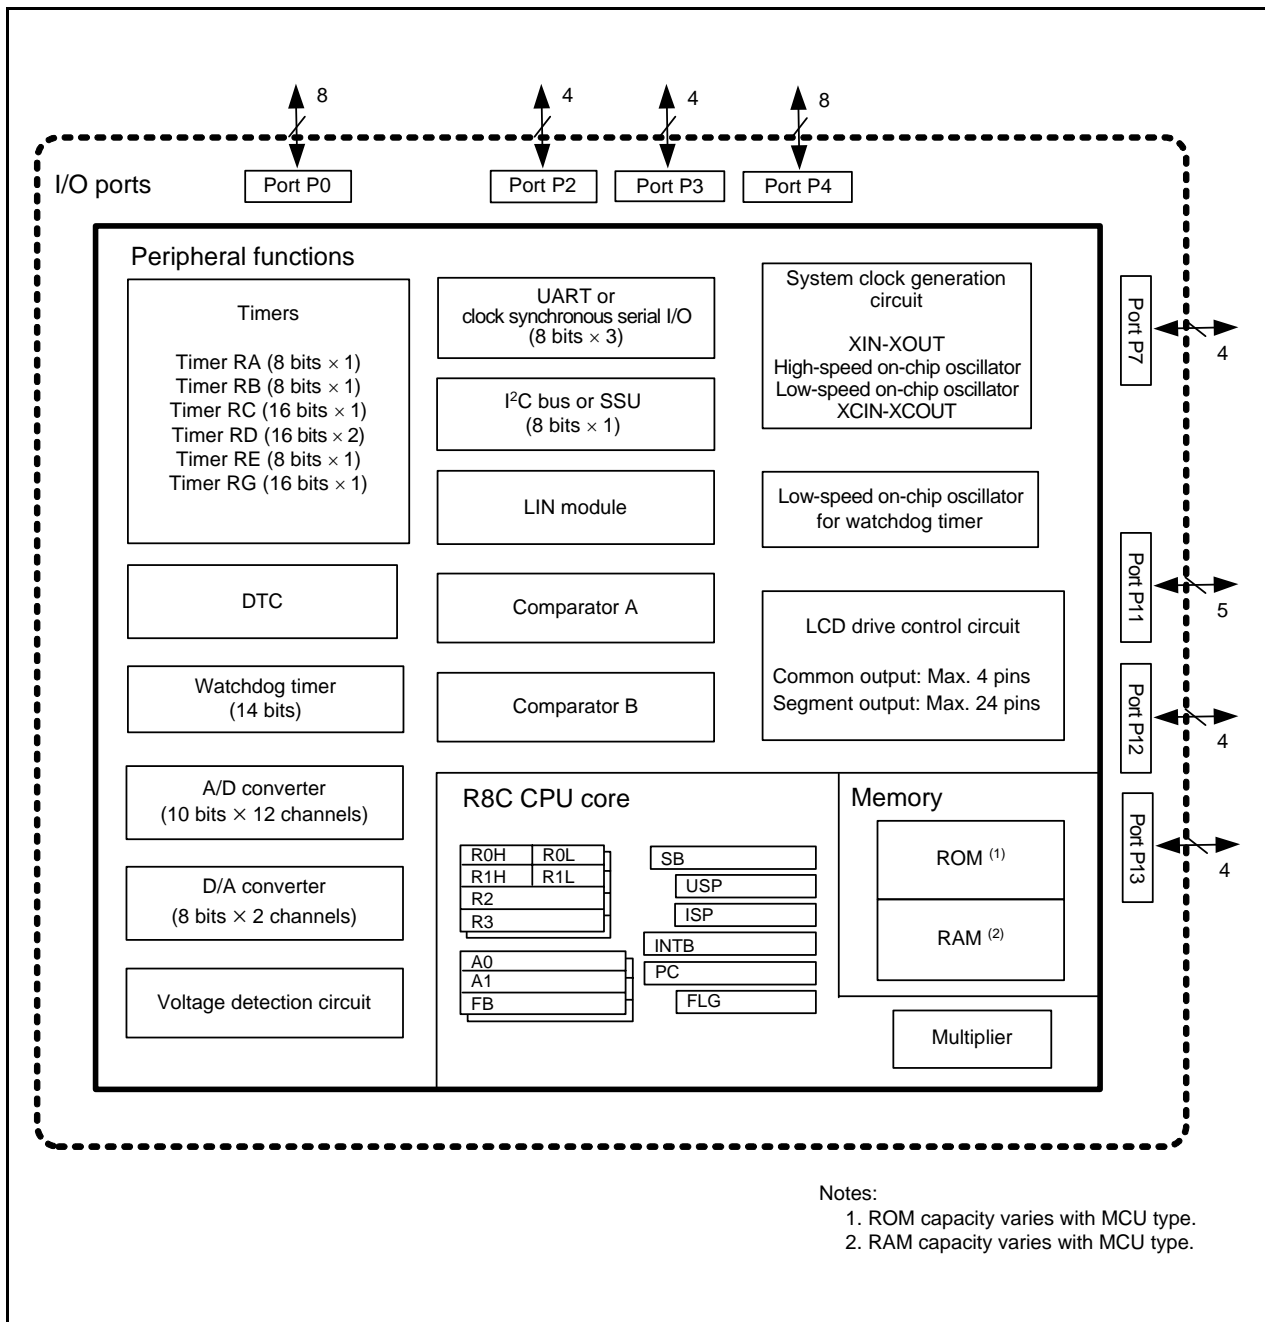 8
4
4
8
I/O ports
Port P0
Port P2
Port P3
Port P4
Peripheral functions
Timers
Timer RA (8 bits × 1)
Timer RB (8 bits × 1)
Timer RC (16 bits × 1)
Timer RD (16 bits × 2)
Timer RE (8 bits × 1)
Timer RG (16 bits × 1)
UART or
clock synchronous serial I/O
(8 bits × 3)
I²C bus or SSU
(8 bits × 1)
LIN module
System clock generation
circuit
XIN-XOUT
High-speed on-chip oscillator
Low-speed on-chip oscillator
XCIN-XCOUT
Low-speed on-chip oscillator
for watchdog timer
Port P7
4
DTC
Comparator A
LCD drive control circuit
Common output: Max. 4 pins
Segment output: Max. 24 pins
Port P11
5
Watchdog timer
(14 bits)
Comparator B
Port P12
4
A/D converter
(10 bits × 12 channels)
D/A converter
(8 bits × 2 channels)
Voltage detection circuit
R8C CPU core
R0H R0L
R1H R1L
R2
R3
A0
A1
FB
SB
USP
ISP
INTB
PC
FLG
Memory
ROM (1)
RAM (2)
Multiplier
Port P13
4
Notes:
1. ROM capacity varies with MCU type.
2. RAM capacity varies with MCU type.